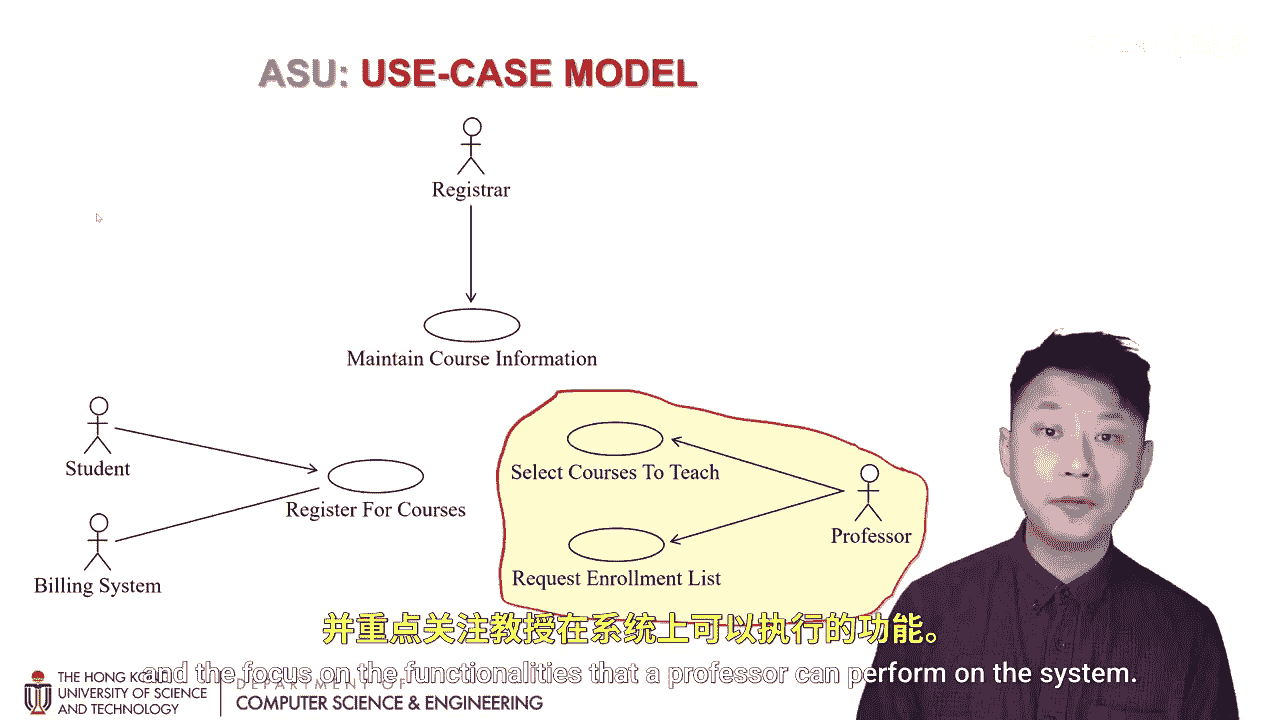 ASU: USE-CASE MODEL
Registrar
Maintain Course Information
Student
Register For Courses
Billing System
Select Courses To Teach
Professor
Request Enrollment List
并重点关注教授在系统上可以执行的功能。
and the focus on the functionalities that a professor can perform on the system.
THE HONG KONG
UNIVERSITY OF SCIENCE
AND TECHNOLOGY
DEPARTMENT OF
COMPUTER SCIENCE & ENGINEERING